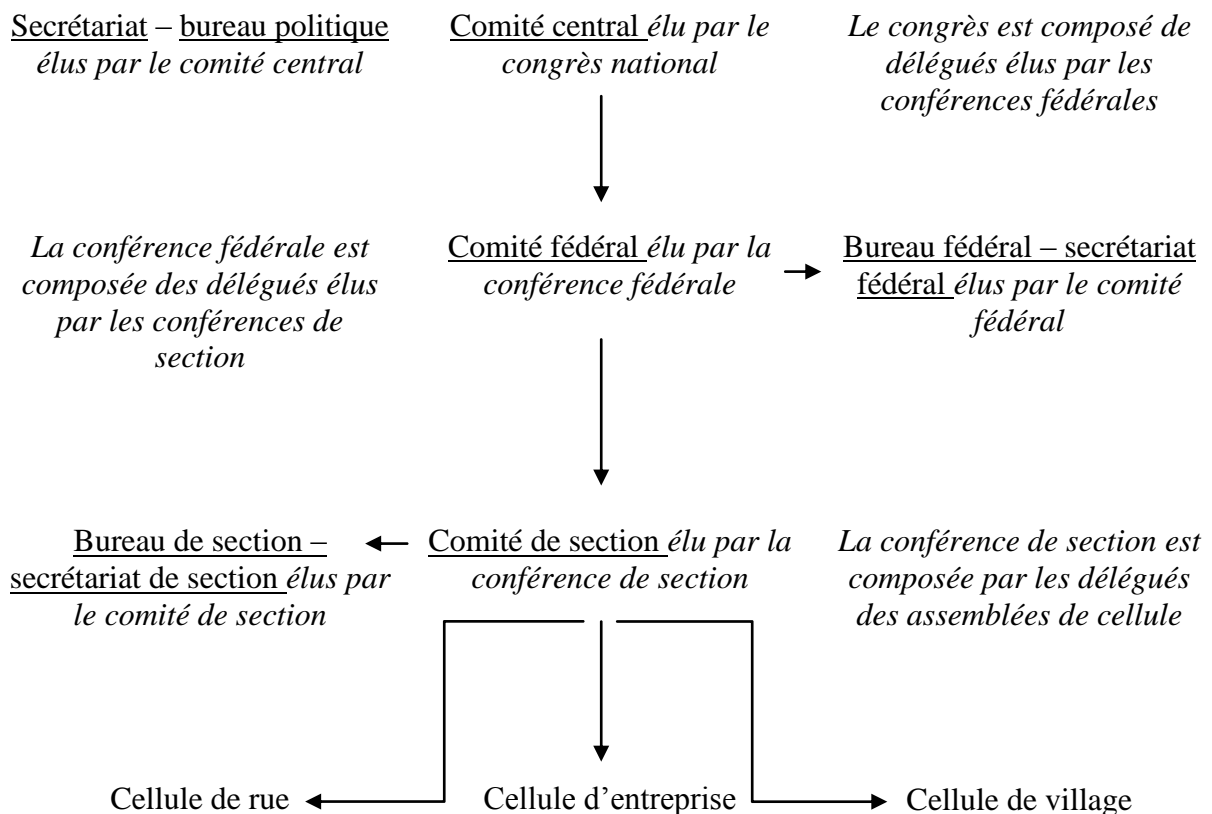 Secrétariat – bureau politique
élus par le comité central
Comité central élu par le
congrès national
Le congrès est composé de
délégués élus par les
conférences fédérales
La conférence fédérale est
composée des délégués élus
par les conférences de
section
Comité fédéral élu par la
conférence fédérale
Bureau fédéral – secrétariat
fédéral élus par le comité
fédéral
Bureau de section –
secrétariat de section élus par
le comité de section
Comité de section élu par la
conférence de section
La conférence de section est
composée par les délégués
des assemblées de cellule
Cellule de rue
Cellule d’entreprise
Cellule de village